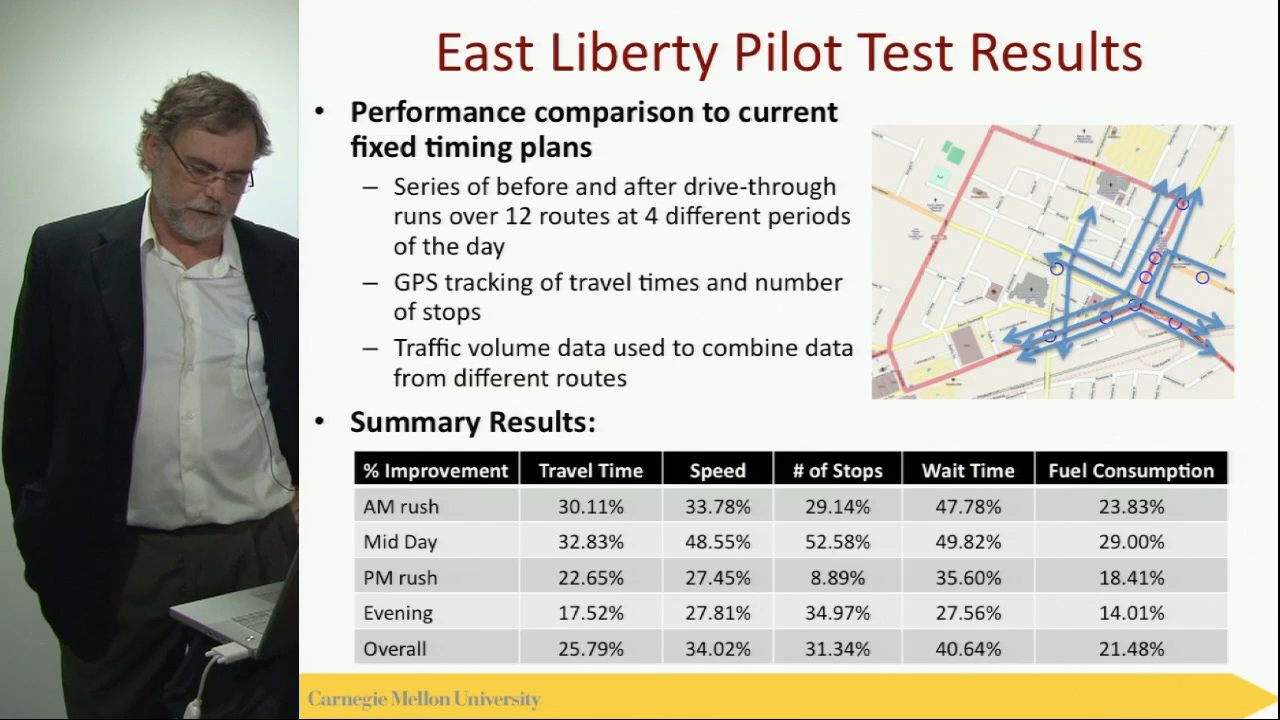 East Liberty Pilot Test Results
• Performance comparison to current
fixed timing plans
– Series of before and after drive-through
runs over 12 routes at 4 different periods
of the day
– GPS tracking of travel times and number
of stops
– Traffic volume data used to combine data
from different routes
• Summary Results:
% Improvement Travel Time Speed # of Stops Wait Time Fuel Consumption
AM rush 30.11% 33.78% 29.14% 47.78% 23.83%
Mid Day 32.83% 48.55% 52.58% 49.82% 29.00%
PM rush 22.65% 27.45% 8.89% 35.60% 18.41%
Evening 17.52% 27.81% 34.97% 27.56% 14.01%
Overall 25.79% 34.02% 31.34% 40.64% 21.48%
Carnegie Mellon University